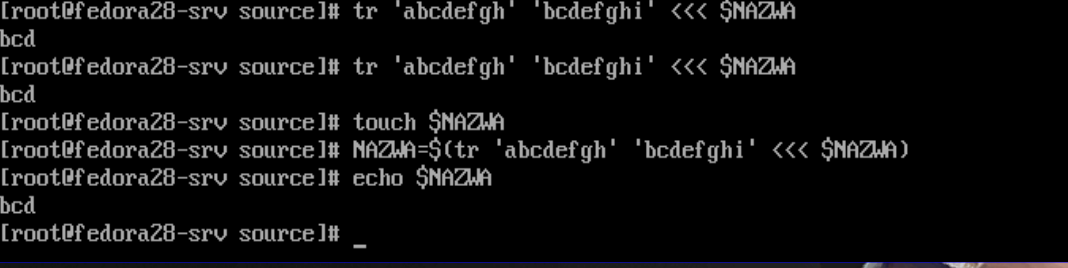 [root@fedora28-srv source]# tr 'abcdefgh' 'bcdefghi' <<< $NAZWA
bcd
[root@fedora28-srv source]# tr 'abcdefgh' 'bcdefghi' <<< $NAZWA
bcd
[root@fedora28-srv source]# touch $NAZWA
[root@fedora28-srv source]# NAZWA=$(tr 'abcdefgh' 'bcdefghi' <<< $NAZWA)
[root@fedora28-srv source]# echo $NAZWA
bcd
[root@fedora28-srv source]# _